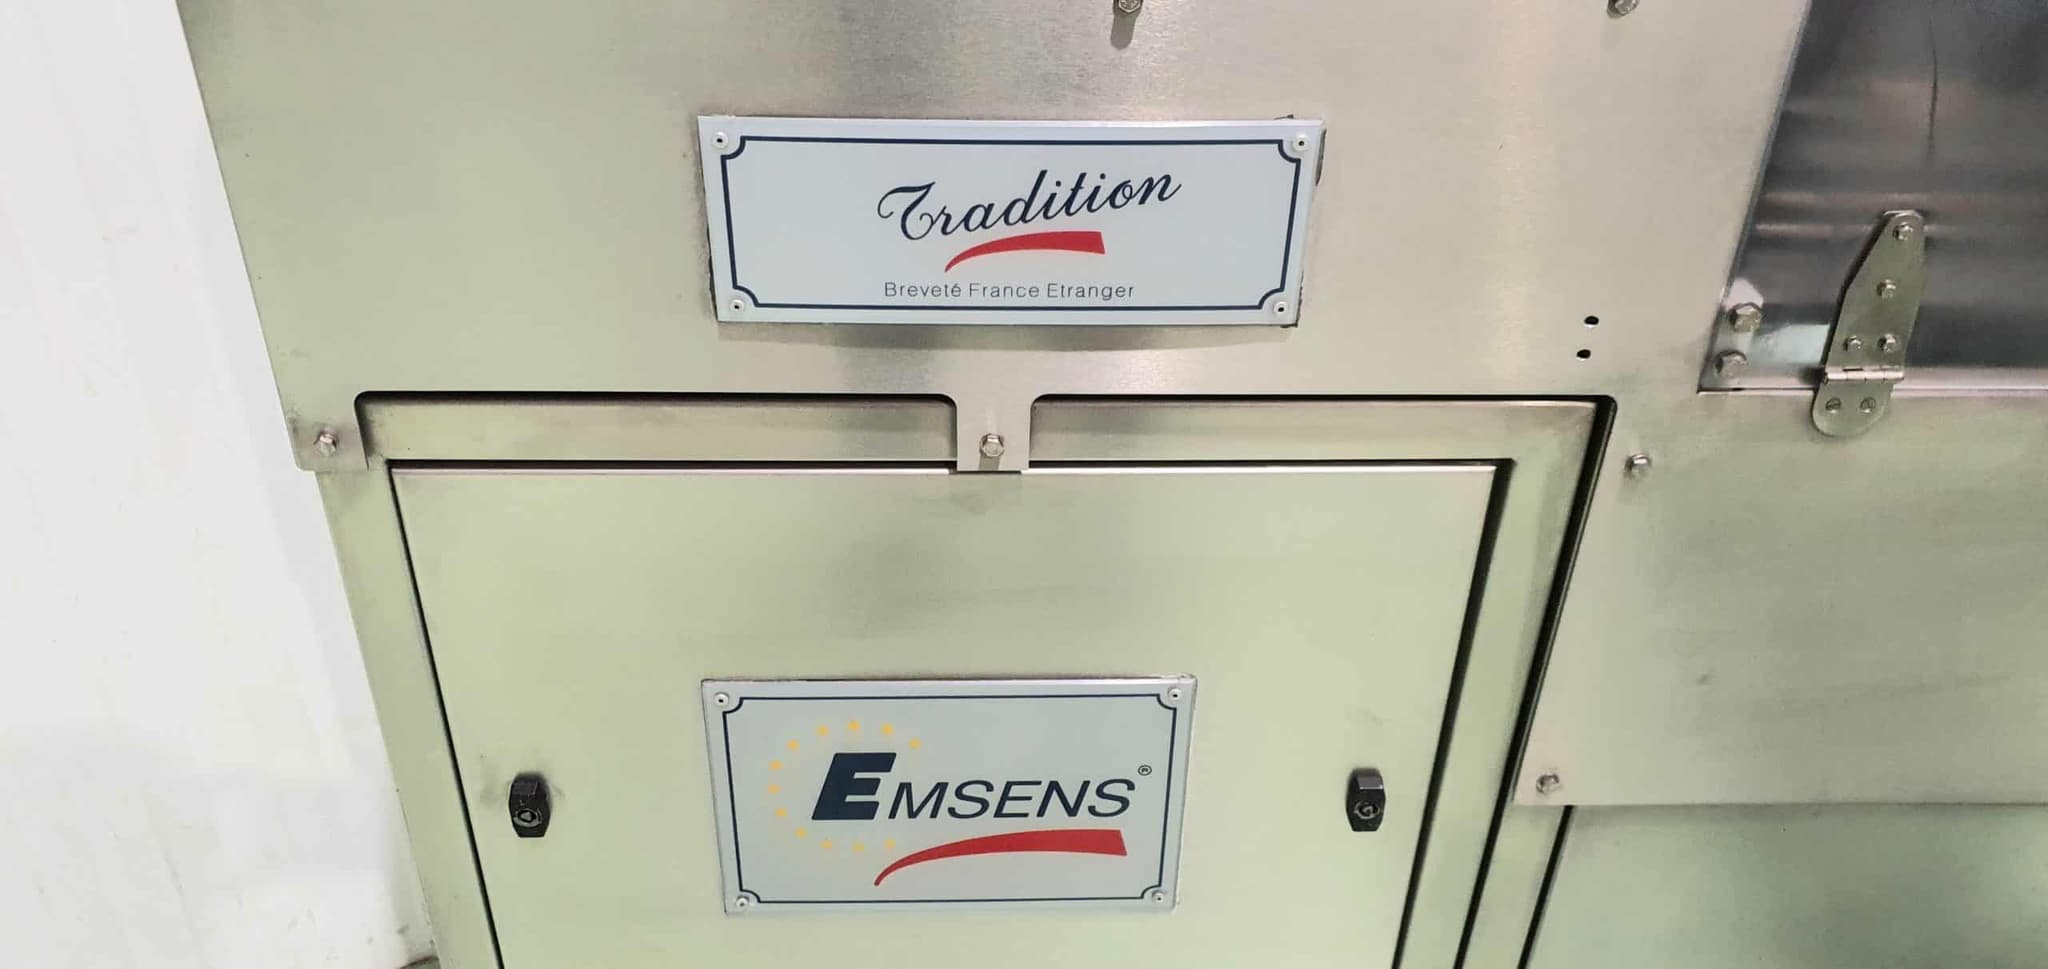 Tradition
Breveté France Etranger
EMSENS®